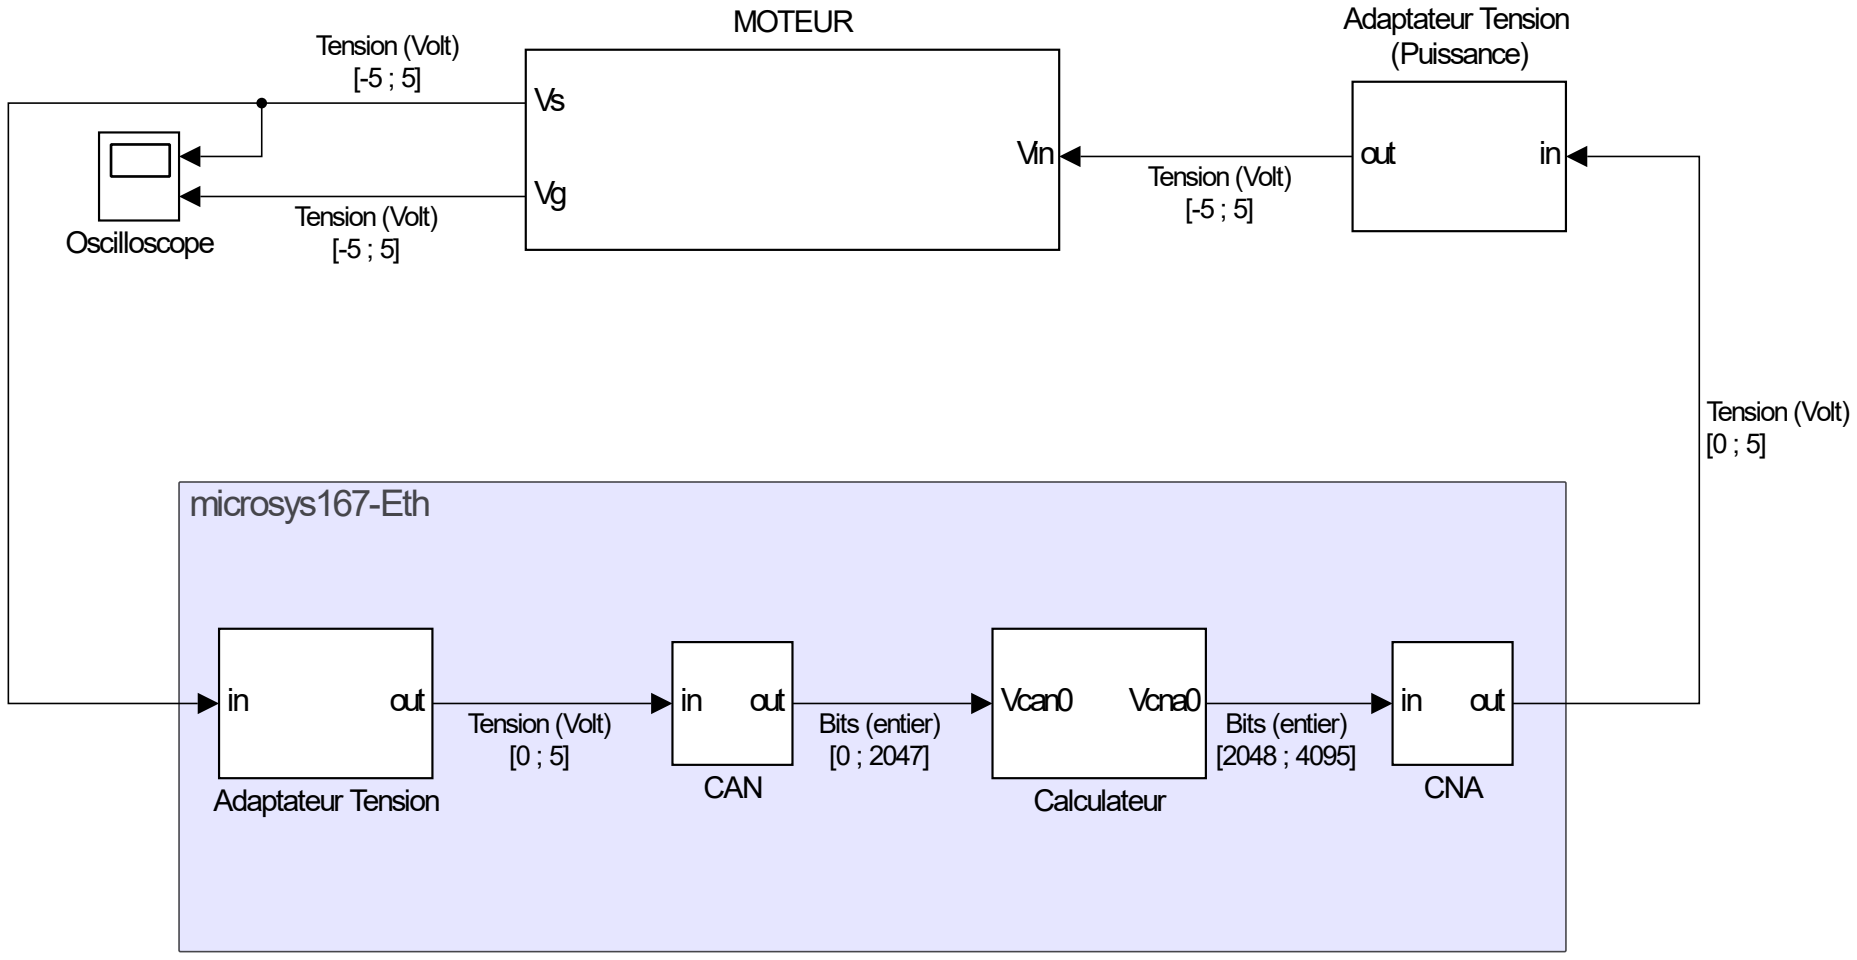 MOTEUR
Adaptateur Tension
(Puissance)
Tension (Volt)
[-5 ; 5]
Vs
Vin
Vg
out
in
Tension (Volt)
[-5 ; 5]
Tension (Volt)
[-5 ; 5]
Oscilloscope
Tension (Volt)
[0 ; 5]
microsys167-Eth
in
out
Tension (Volt)
[0 ; 5]
Adaptateur Tension
in
out
CAN
Bits (entier)
[0 ; 2047]
Vcan0
Vcna0
Calculateur
Bits (entier)
[2048 ; 4095]
in
out
CNA